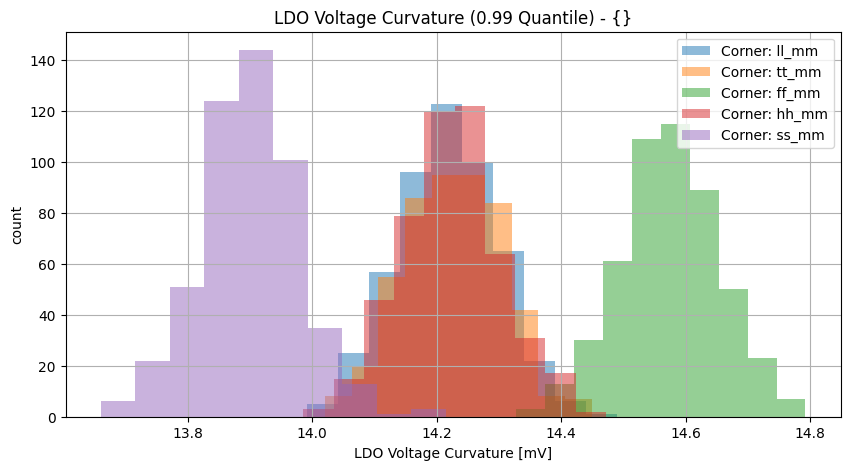 LDO Voltage Curvature (0.99 Quantile) - {}
Corner: ll_mm
Corner: tt_mm
Corner: ff_mm
Corner: hh_mm
Corner: ss_mm
count
140
120
100
80
60
40
20
0
13.8 14.0 14.2 14.4 14.6 14.8
LDO Voltage Curvature [mV]